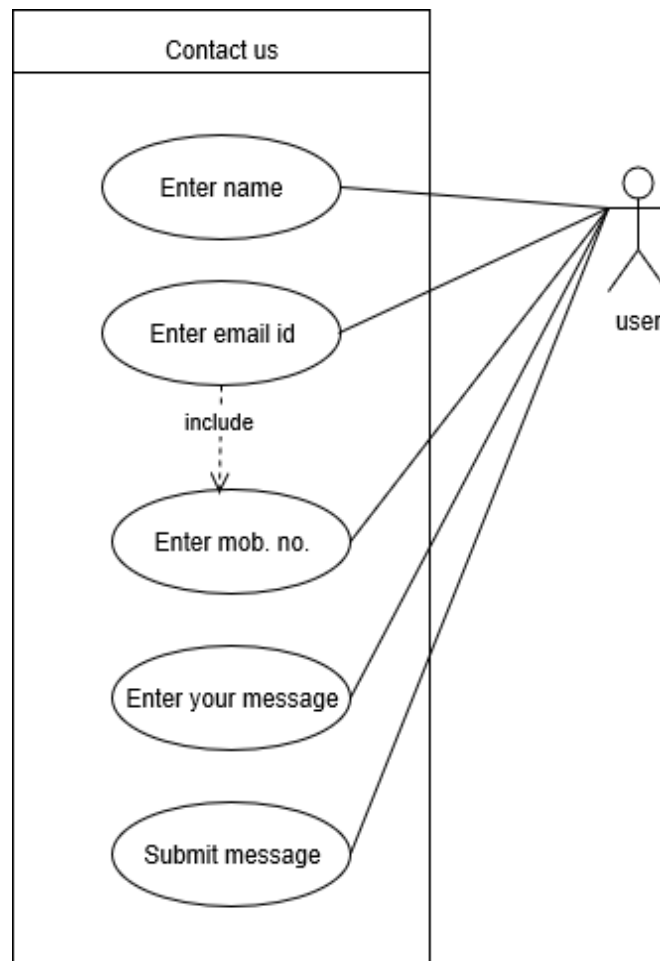 Contact us
Enter name
Enter email id
user
include
Enter mob. no.
Enter your message
Submit message